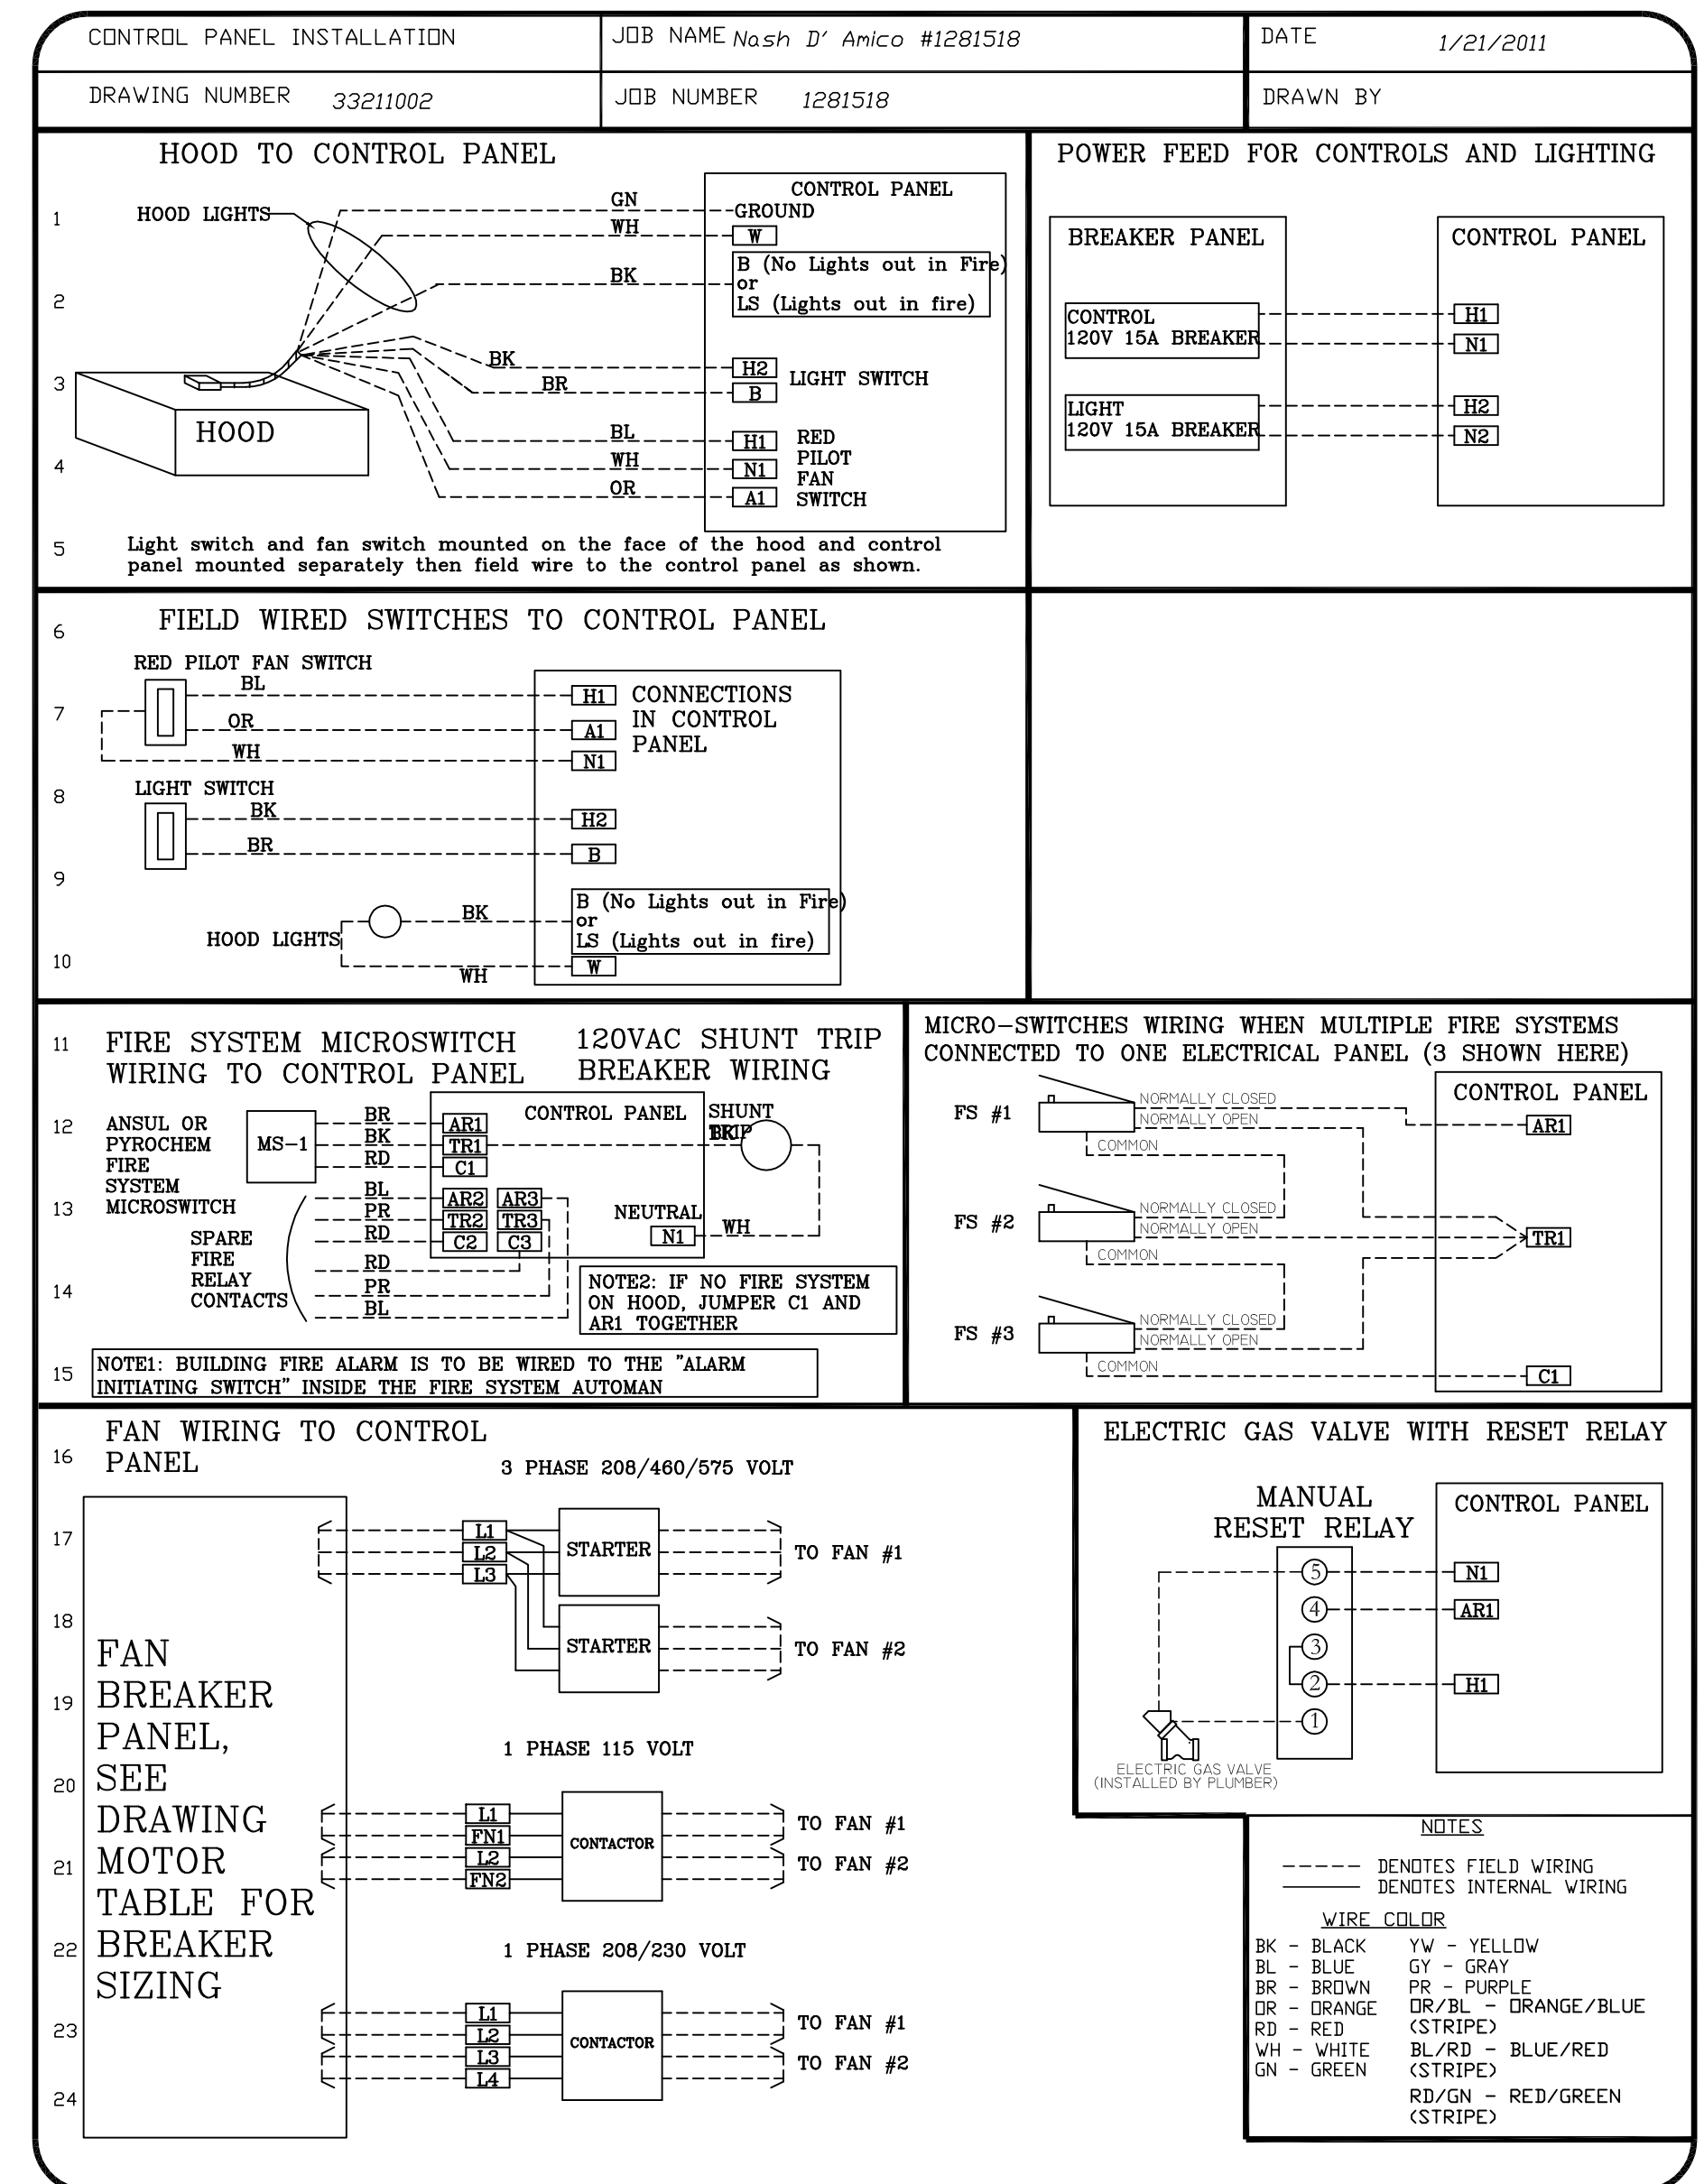 CONTROL PANEL INSTALLATION
JOB NAME Nash D' Amico #1281518
DATE 1/21/2011
DRAWING NUMBER 33211002
JOB NUMBER 1281518
DRAWN BY
HOOD TO CONTROL PANEL
1
HOOD LIGHTS
GN
WH
BK
CONTROL PANEL
GROUND
W
B (No Lights out in Fire)
or
LS (Lights out in fire)
2
BK
BR
H2
B
LIGHT SWITCH
3
HOOD
BL
WH
OR
H1
N1
A1
RED
PILOT
FAN
SWITCH
4
5
Light switch and fan switch mounted on the face of the hood and control
panel mounted separately then field wire to the control panel as shown.
POWER FEED FOR CONTROLS AND LIGHTING
BREAKER PANEL
CONTROL PANEL
CONTROL
120V 15A BREAKER
H1
N1
LIGHT
120V 15A BREAKER
H2
N2
6
FIELD WIRED SWITCHES TO CONTROL PANEL
RED PILOT FAN SWITCH
7
BL
OR
WH
H1
A1
N1
CONNECTIONS
IN CONTROL
PANEL
8
LIGHT SWITCH
BK
BR
H2
B
9
HOOD LIGHTS
BK
WH
B (No Lights out in Fire)
or
LS (Lights out in fire)
W
10
11
FIRE SYSTEM MICROSWITCH
WIRING TO CONTROL PANEL
120VAC SHUNT TRIP
BREAKER WIRING
12
ANSUL OR
PYROCHEM
FIRE
SYSTEM
MICROSWITCH
MS-1
BR
BK
RD
AR1
TR1
C1
CONTROL PANEL
SHUNT
TRIP
BK
13
BL
PR
RD
AR2
TR2
C2
AR3
TR3
C3
NEUTRAL
N1
WH
SPARE
FIRE
RELAY
CONTACTS
RD
PR
BL
14
NOTE2: IF NO FIRE SYSTEM
ON HOOD, JUMPER C1 AND
AR1 TOGETHER
15
NOTE1: BUILDING FIRE ALARM IS TO BE WIRED TO THE "ALARM
INITIATING SWITCH" INSIDE THE FIRE SYSTEM AUTOMAN
MICRO-SWITCHES WIRING WHEN MULTIPLE FIRE SYSTEMS
CONNECTED TO ONE ELECTRICAL PANEL (3 SHOWN HERE)
CONTROL PANEL
FS #1
NORMALLY CLOSED
NORMALLY OPEN
COMMON
AR1
FS #2
NORMALLY CLOSED
NORMALLY OPEN
COMMON
TR1
FS #3
NORMALLY CLOSED
NORMALLY OPEN
COMMON
C1
16
FAN WIRING TO CONTROL
PANEL
3 PHASE 208/460/575 VOLT
17
L1
L2
L3
STARTER
TO FAN #1
18
STARTER
TO FAN #2
FAN
BREAKER
PANEL,
SEE
DRAWING
MOTOR
TABLE FOR
BREAKER
SIZING
19
1 PHASE 115 VOLT
20
L1
FN1
L2
FN2
CONTACTOR
TO FAN #1
TO FAN #2
21
22
1 PHASE 208/230 VOLT
23
L1
L2
L3
L4
CONTACTOR
TO FAN #1
TO FAN #2
24
ELECTRIC GAS VALVE WITH RESET RELAY
MANUAL
RESET RELAY
CONTROL PANEL
5
4
3
2
1
N1
AR1
H1
ELECTRIC GAS VALVE
(INSTALLED BY PLUMBER)
NOTES
DENOTES FIELD WIRING
DENOTES INTERNAL WIRING
WIRE COLOR
BK - BLACK
BL - BLUE
BR - BROWN
OR - ORANGE
RD - RED
WH - WHITE
GN - GREEN
YW - YELLOW
GY - GRAY
PR - PURPLE
OR/BL - ORANGE/BLUE
(STRIPE)
BL/RD - BLUE/RED
(STRIPE)
RD/GN - RED/GREEN
(STRIPE)